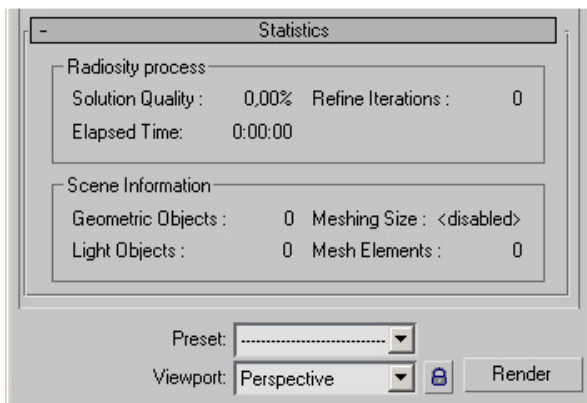 - Statistics
Radiosity process
Solution Quality : 0,00% Refine Iterations : 0
Elapsed Time: 0:00:00
Scene Information
Geometric Objects : 0 Meshing Size : <disabled>
Light Objects : 0 Mesh Elements : 0
Preset: ----------------------------
Viewport: Perspective Render